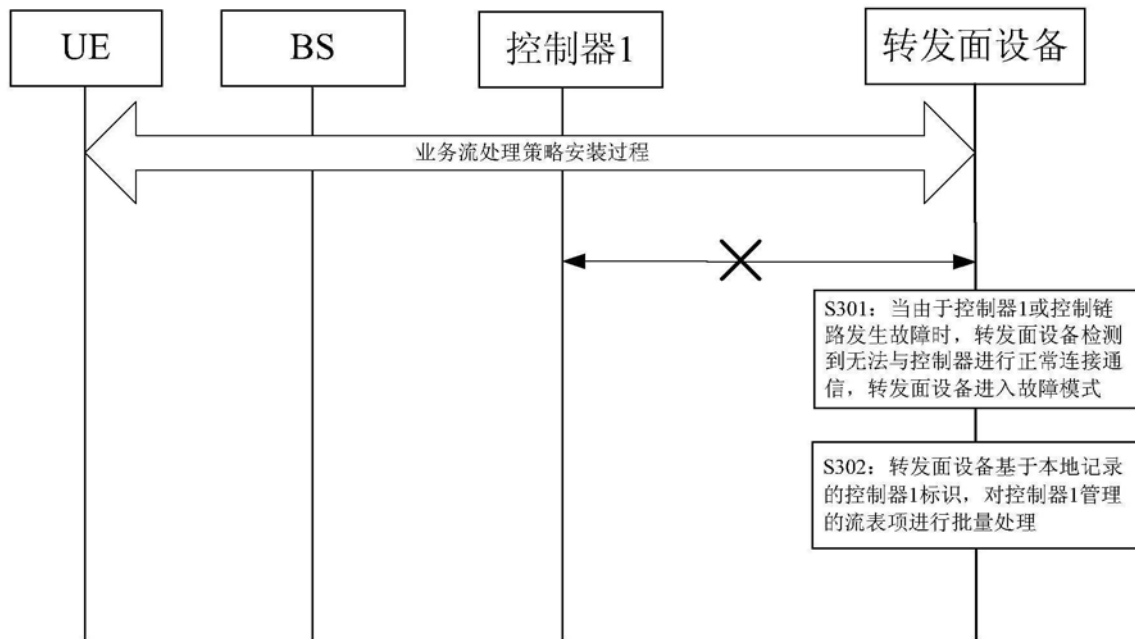 UE
BS
控制器1
转发面设备
业务流处理策略安装过程
S301：当由于控制器1或控制链
路发生故障时，转发面设备检测
到无法与控制器进行正常连接通
信，转发面设备进入故障模式
S302：转发面设备基于本地记录
的控制器1标识，对控制器1管理
的流表项进行批量处理